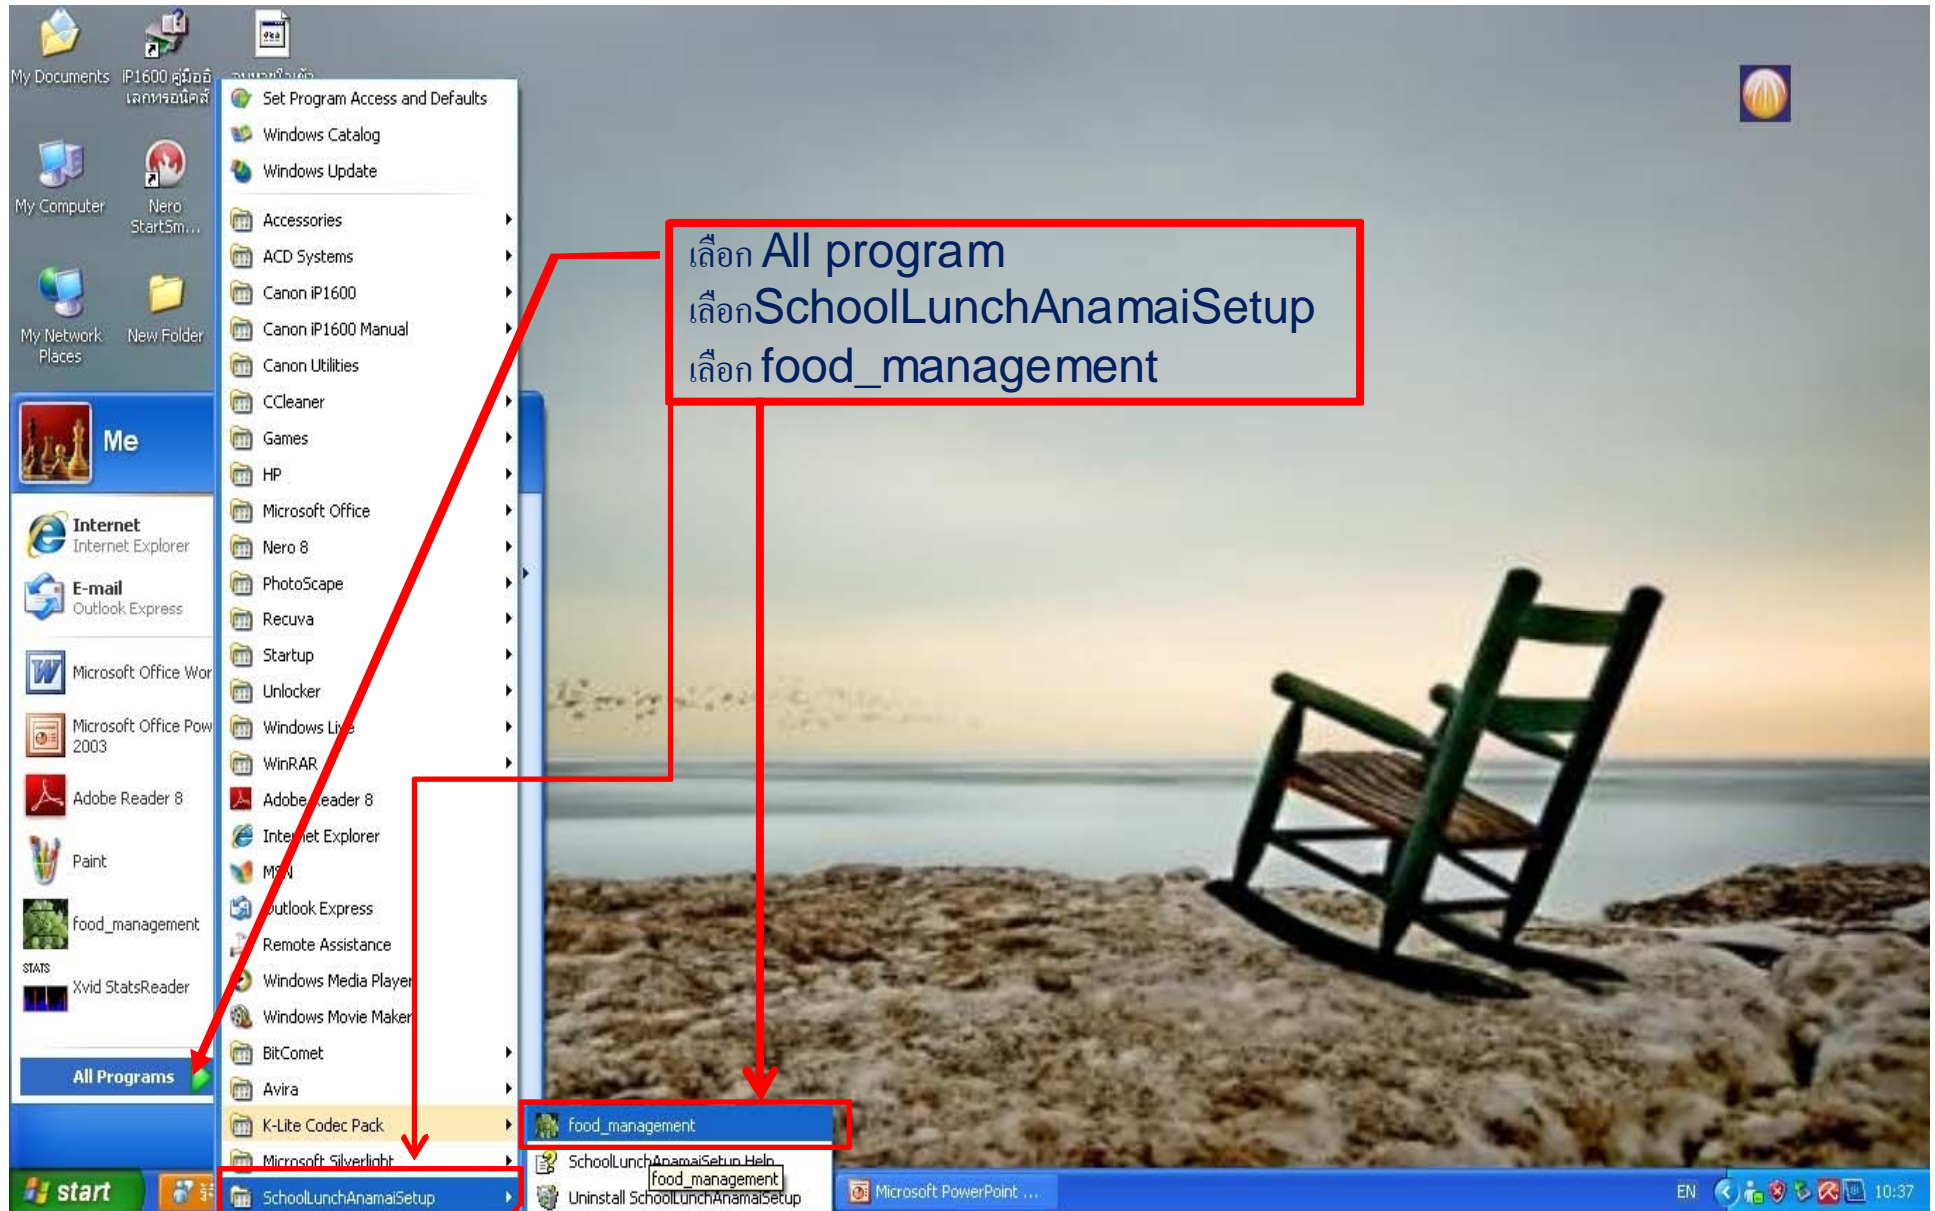 My Documents
iP1600 คู่มืออิ
เลกทรอนิคส์
My Computer
Nero
StartSm...
My Network
Places
New Folder
Me
Internet
Internet Explorer
E-mail
Outlook Express
Microsoft Office Wor
Microsoft Office Pow
2003
Adobe Reader 8
Paint
food_management
STATS
Xvid StatsReader
All Programs
start
Set Program Access and Defaults
Windows Catalog
Windows Update
Accessories
ACD Systems
Canon iP1600
Canon iP1600 Manual
Canon Utilities
CCleaner
Games
HP
Microsoft Office
Nero 8
PhotoScape
Recuva
Startup
Unlocker
Windows Live
WinRAR
Adobe Reader 8
Internet Explorer
MSN
Outlook Express
Remote Assistance
Windows Media Player
Windows Movie Maker
BitComet
Avira
K-Lite Codec Pack
Microsoft Silverlight
SchoolLunchAnamaiSetup
food_management
SchoolLunchAnamaiSetup Help
food_management
Uninstall SchoolLunchAnamaiSetup
เลือก All program
เลือกSchoolLunchAnamaiSetup
เลือก food_management
Microsoft PowerPoint ...
EN
10:37